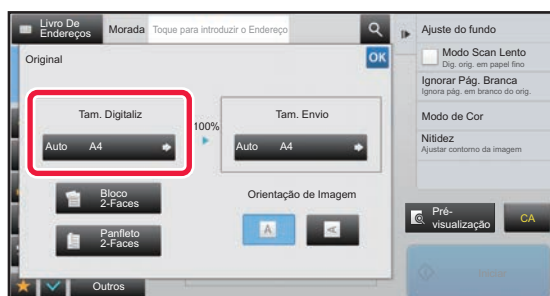 Livro De
Endereços
Morada
Toque para introduzir o Endereço
Original
OK
Tam. Digitaliz
Auto A4
100%
Tam. Envio
Auto A4
Bloco
2-Faces
Panfleto
2-Faces
Orientação de Imagem
A
A
Outros
Ajuste do fundo
Modo Scan Lento
Dig. orig. em papel fino
Ignorar Pág. Branca
Ignora pág. em branco do orig.
Modo de Cor
Nitidez
Ajustar contorno da imagem
Pré-
visualização
CA